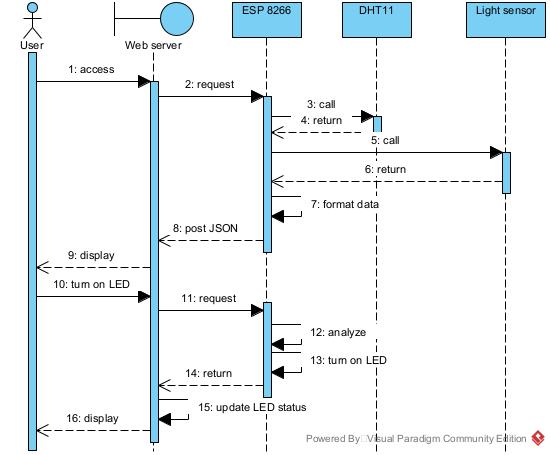 ESP 8266
DHT11
Light sensor
User
Web server
1: access
2: request
3: call
4: return
5: call
6: return
7: format data
8: post JSON
9: display
10: turn on LED
11: request
12: analyze
13: turn on LED
14: return
15: update LED status
16: display
Powered By Visual Paradigm Community Edition